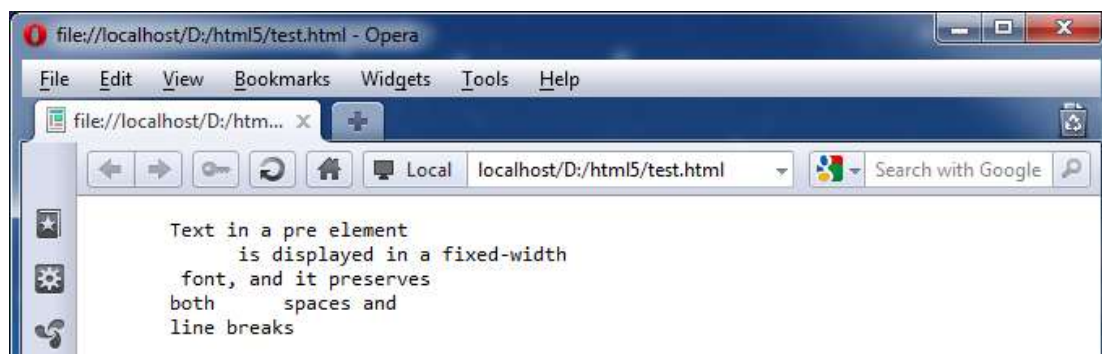 file://localhost/D:/html5/test.html - Opera
File Edit View Bookmarks Widgets Tools Help
file://localhost/D:/htm...
Local localhost/D:/html5/test.html Search with Google
Text in a pre element
      is displayed in a fixed-width
 font, and it preserves
both      spaces and
line breaks